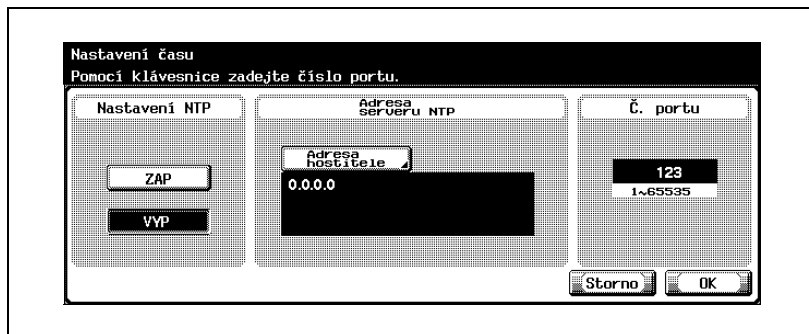 Nastavení času
Pomocí klávesnice zadejte číslo portu.
Nastavení NTP
ZAP
VYP
Adresa
serveru NTP
Adresa
hostitele
0.0.0.0
Č. portu
123
1~65535
Storno
OK